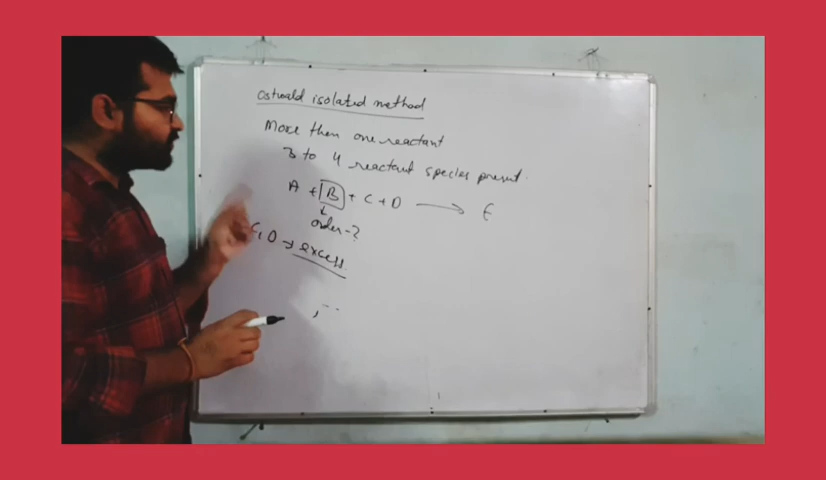 ostwald isolated method
More then one reactant
3 to 4 reactant species present.
A + B + C + D → E
order - ?
C, D → excess